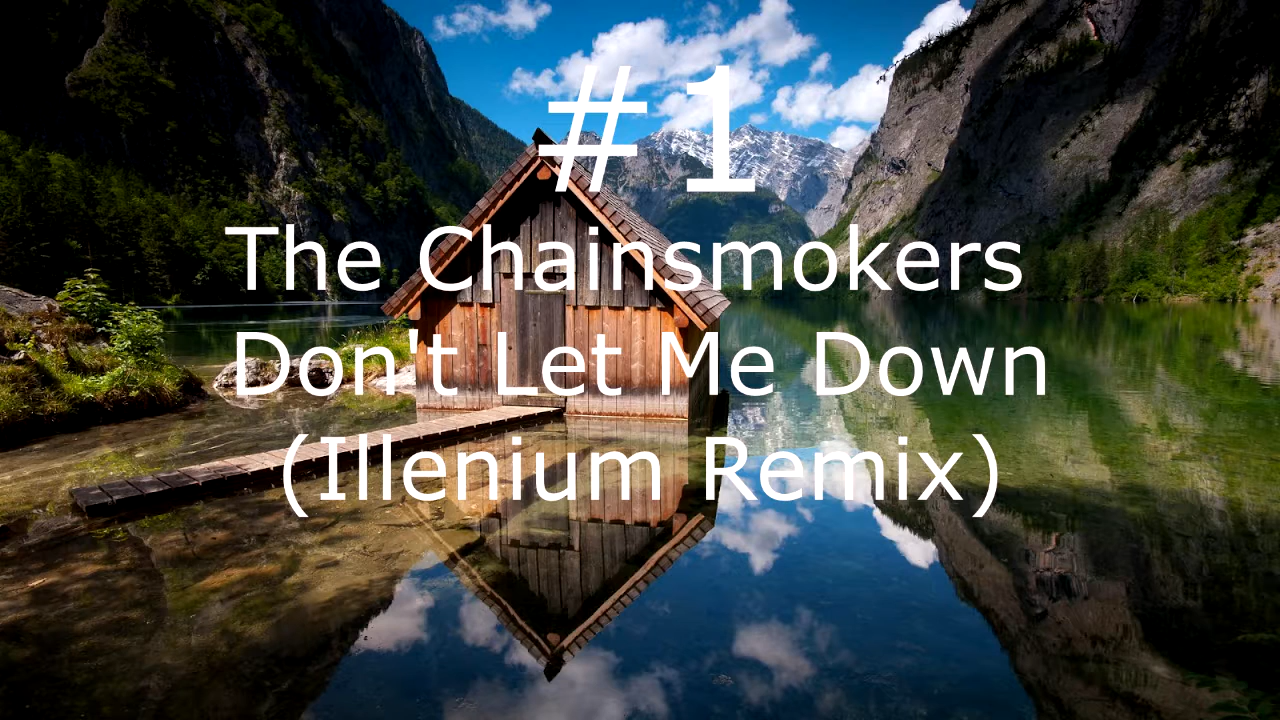 #1
The Chainsmokers
Don't Let Me Down
(Illenium Remix)